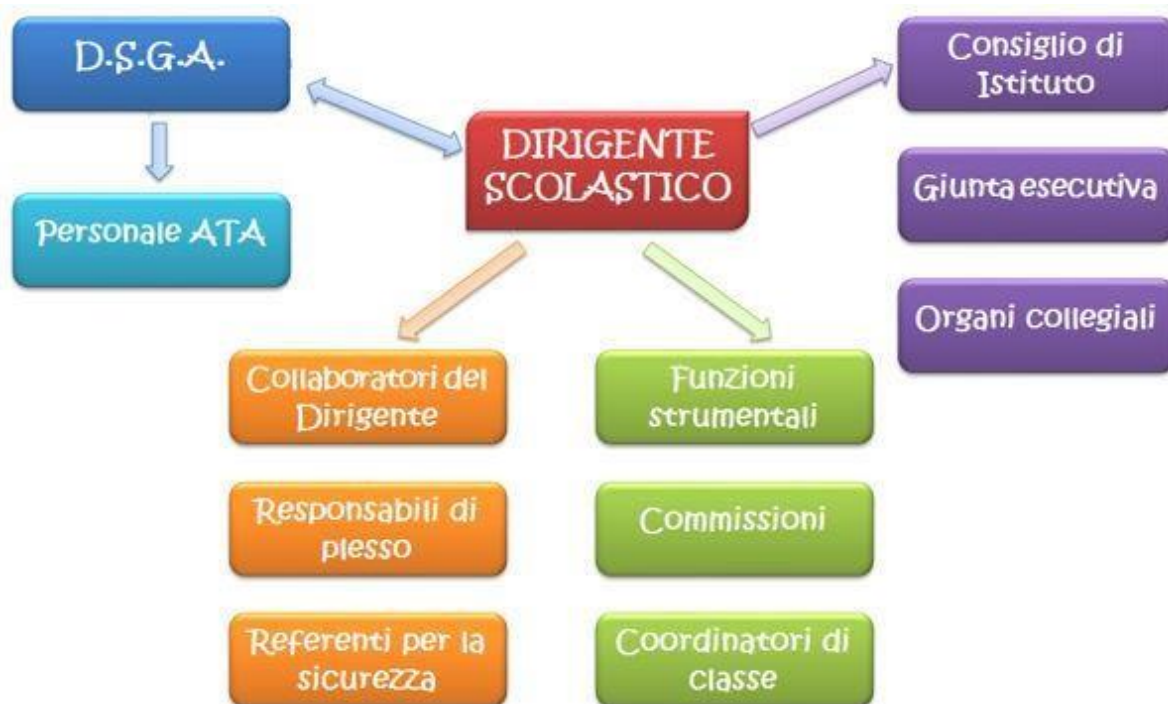 D.S.G.A.
Personale ATA
DIRIGENTE
SCOLASTICO
Consiglio di
Istituto
Giunta esecutiva
Organi collegiali
Collaboratori del
Dirigente
Responsabili di
plesso
Referenti per la
sicurezza
Funzioni
strumentali
Commissioni
Coordinatori di
classe